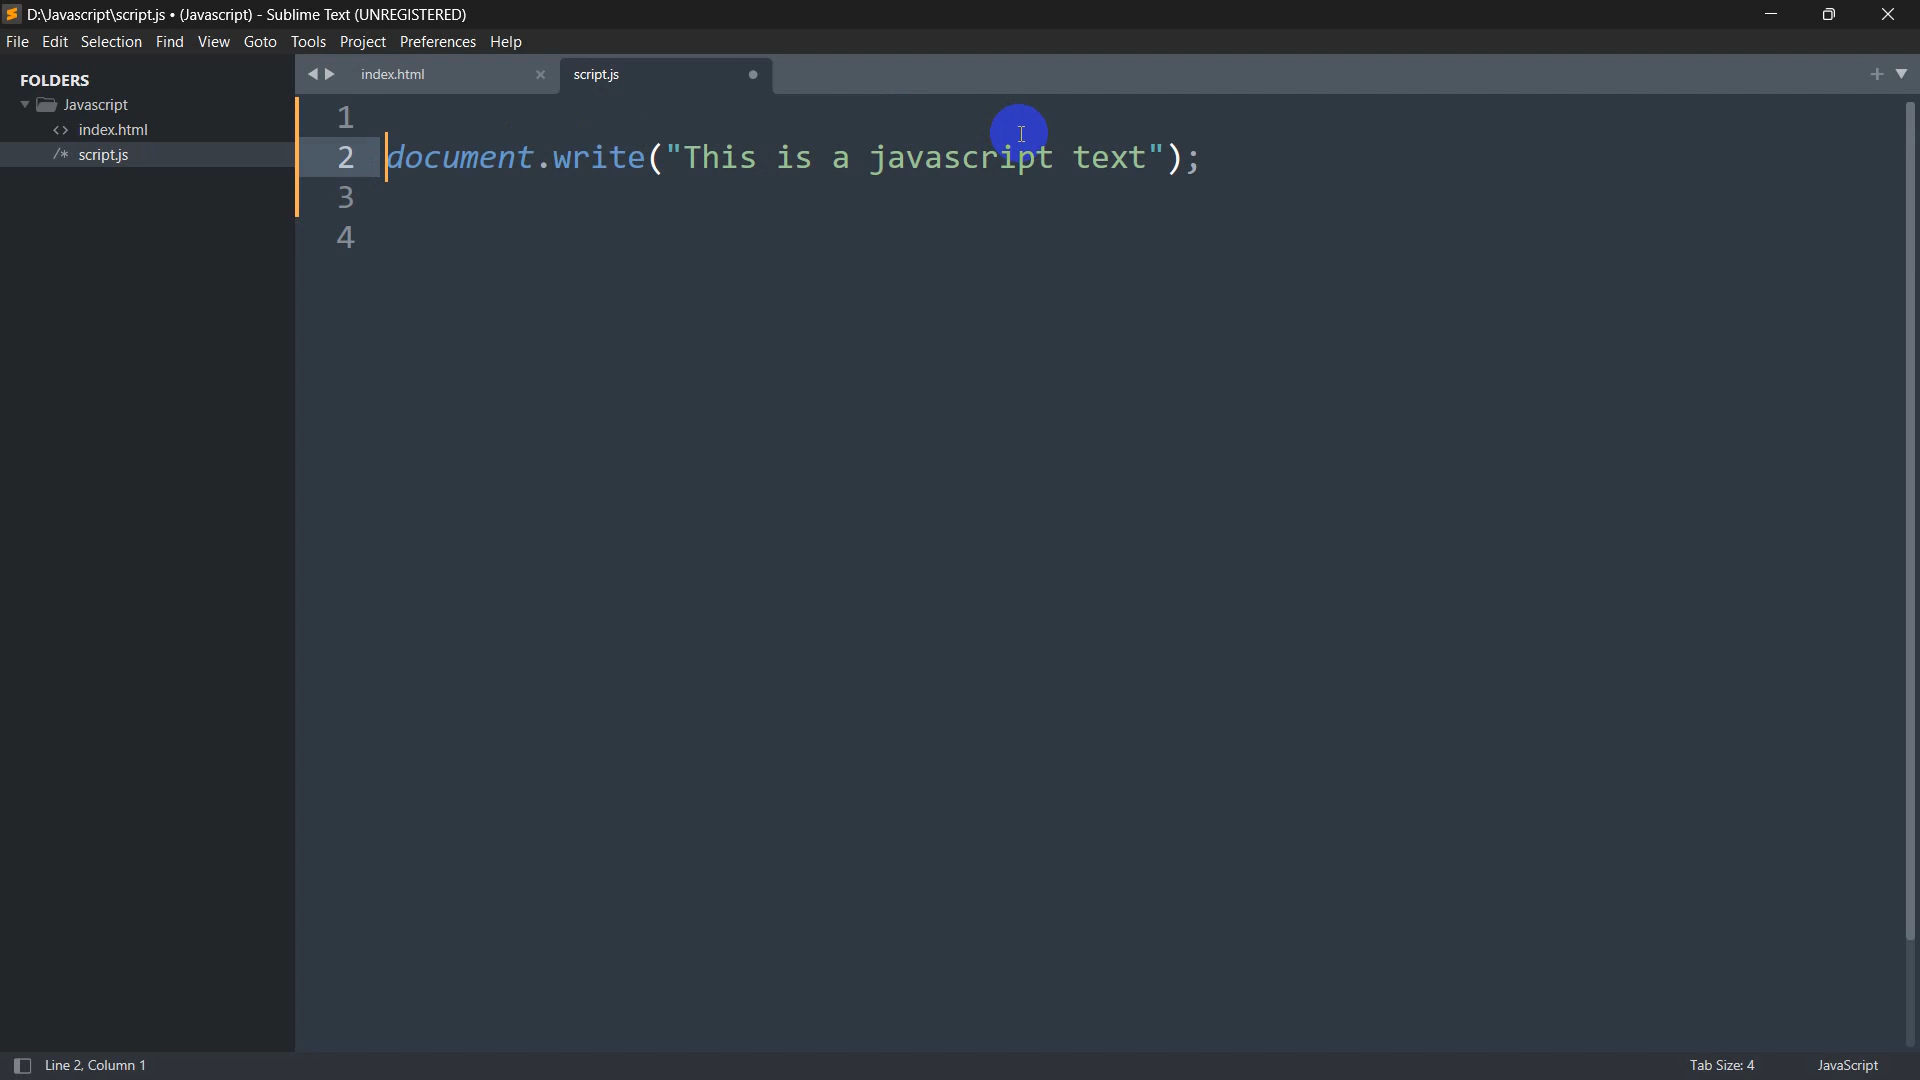 D:\Javascript\script.js • (Javascript) - Sublime Text (UNREGISTERED)
File Edit Selection Find View Goto Tools Project Preferences Help
FOLDERS
Javascript
<> index.html
/* script.js
index.html
script.js
1
2 document.write("This is a javascript text");
3
4
Line 2, Column 1
Tab Size: 4
JavaScript